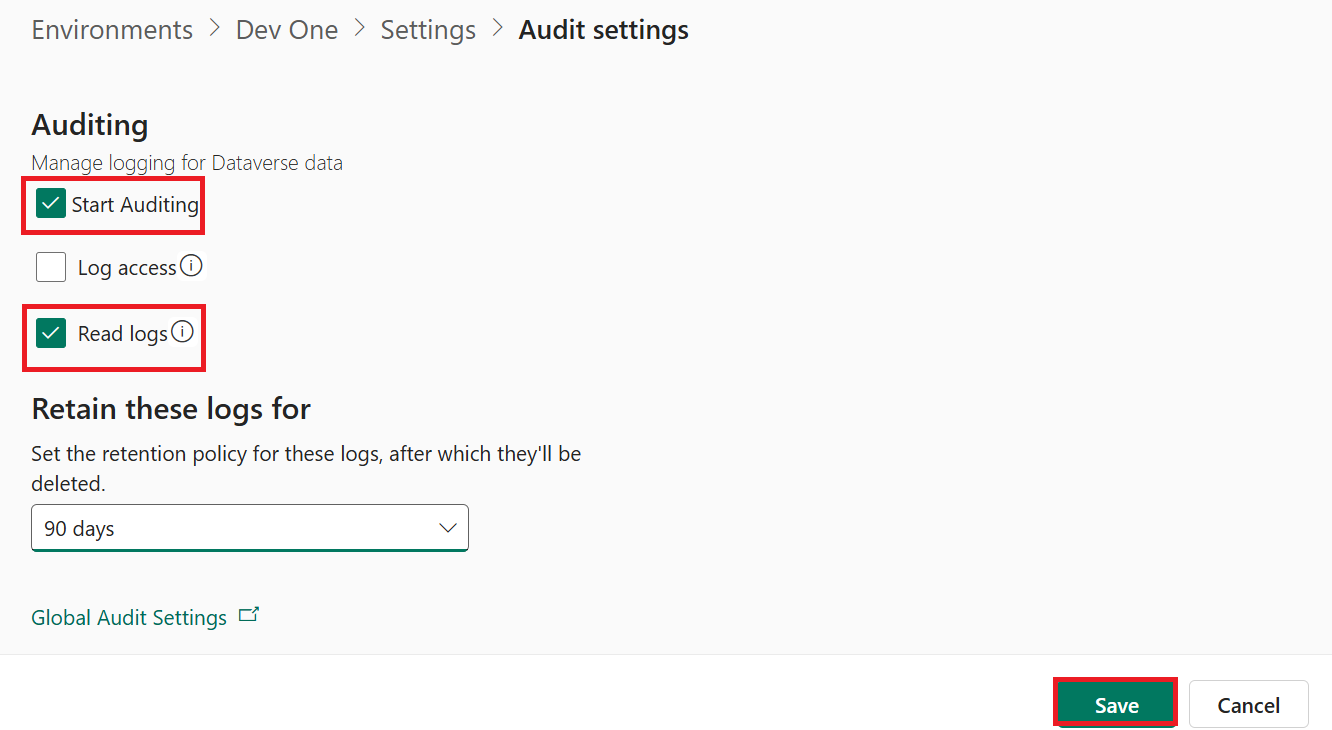 Environments > Dev One > Settings > Audit settings
Auditing
Manage logging for Dataverse data
Start Auditing
Log access
Read logs
Retain these logs for
Set the retention policy for these logs, after which they'll be
deleted.
90 days
Global Audit Settings
Save Cancel